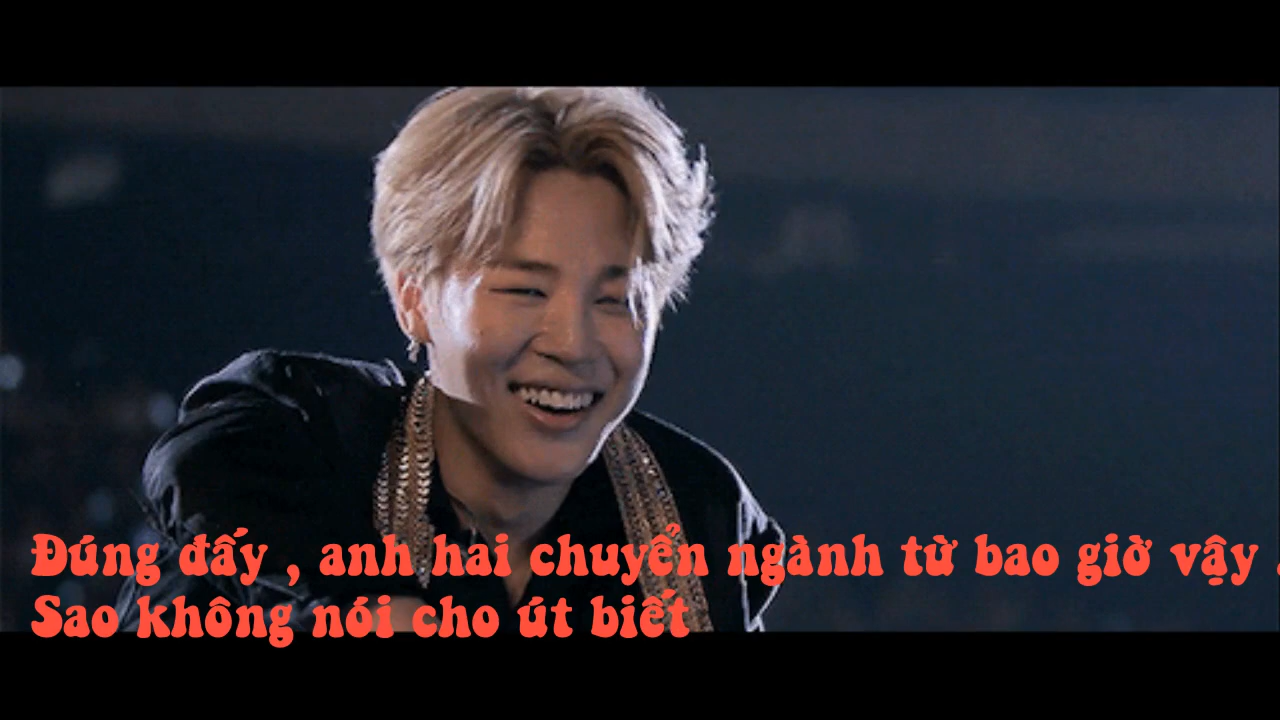 Đúng đấy , anh hai chuyển ngành từ bao giờ vậy .
Sao không nói cho út biết